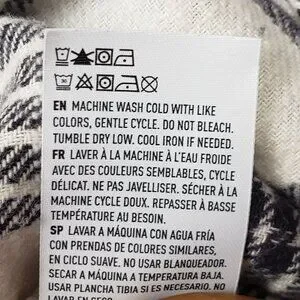 EN MACHINE WASH COLD WITH LIKE
COLORS, GENTLE CYCLE. DO NOT BLEACH.
TUMBLE DRY LOW. COOL IRON IF NEEDED.
FR LAVER À LA MACHINE À L'EAU FROIDE
AVEC DES COULEURS SEMBLABLES, CYCLE
DÉLICAT. NE PAS JAVELLISER. SÉCHER À LA
MACHINE CYCLE DOUX. REPASSER À BASSE
TEMPÉRATURE AU BESOIN.
SP LAVAR A MÁQUINA CON AGUA FRÍA
CON PRENDAS DE COLORES SIMILARES,
EN CICLO SUAVE. NO USAR BLANQUEADOR.
SECAR A MÁQUINA A TEMPERATURA BAJA.
USAR PLANCHA TIBIA SI ES NECESARIO.
LAVAR EN SECO